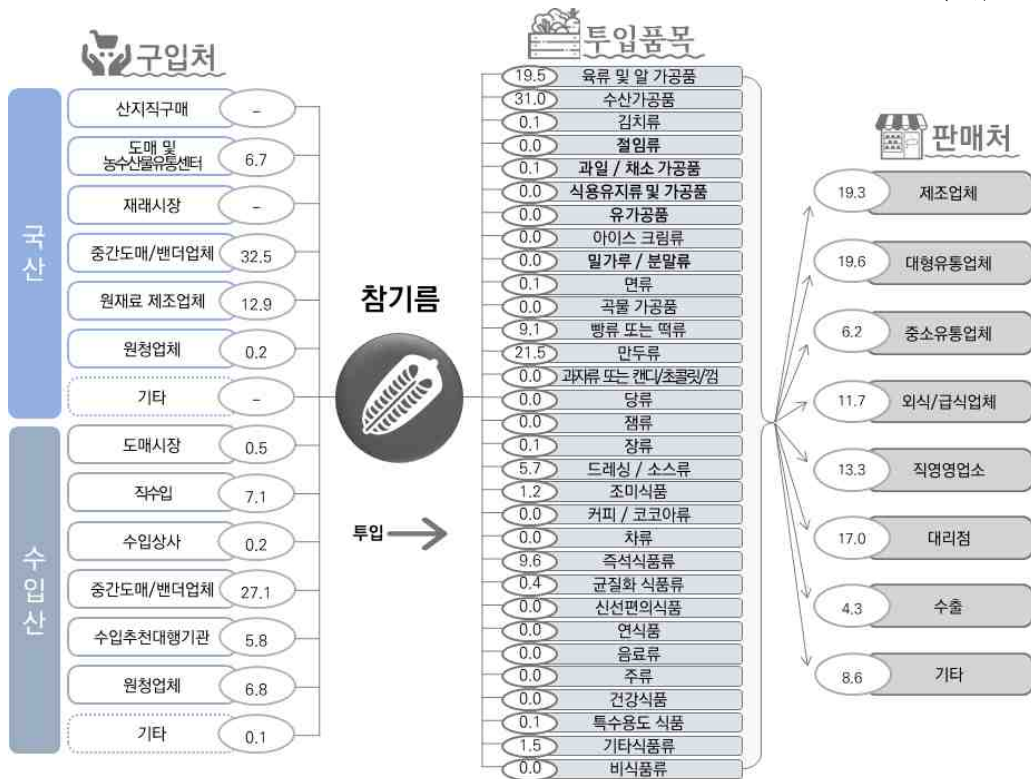 구입처
국산
산지직구매
–
도매 및
농수산물유통센터
6.7
재래시장
–
중간도매/밴더업체
32.5
원재료 제조업체
12.9
원청업체
0.2
기타
–
수입산
도매시장
0.5
직수입
7.1
수입상사
0.2
중간도매/밴더업체
27.1
수입추천대행기관
5.8
원청업체
6.8
기타
0.1
참기름
투입
투입품목
19.5 육류 및 알 가공품
31.0 수산가공품
0.1 김치류
0.0 절임류
0.1 과일 / 채소 가공품
0.0 식용유지류 및 가공품
0.0 유가공품
0.0 아이스 크림류
0.0 밀가루 / 분말류
0.1 면류
0.0 곡물 가공품
9.1 빵류 또는 떡류
21.5 만두류
0.0 과자류 또는 캔디/초콜릿/껌
0.0 당류
0.0 잼류
0.1 장류
5.7 드레싱 / 소스류
1.2 조미식품
0.0 커피 / 코코아류
0.0 차류
9.6 즉석식품류
0.4 균질화 식품류
0.0 신선편의식품
0.0 연식품
0.0 음료류
0.0 주류
0.0 건강식품
0.1 특수용도 식품
1.5 기타식품류
0.0 비식품류
판매처
19.3 제조업체
19.6 대형유통업체
6.2 중소유통업체
11.7 외식/급식업체
13.3 직영영업소
17.0 대리점
4.3 수출
8.6 기타